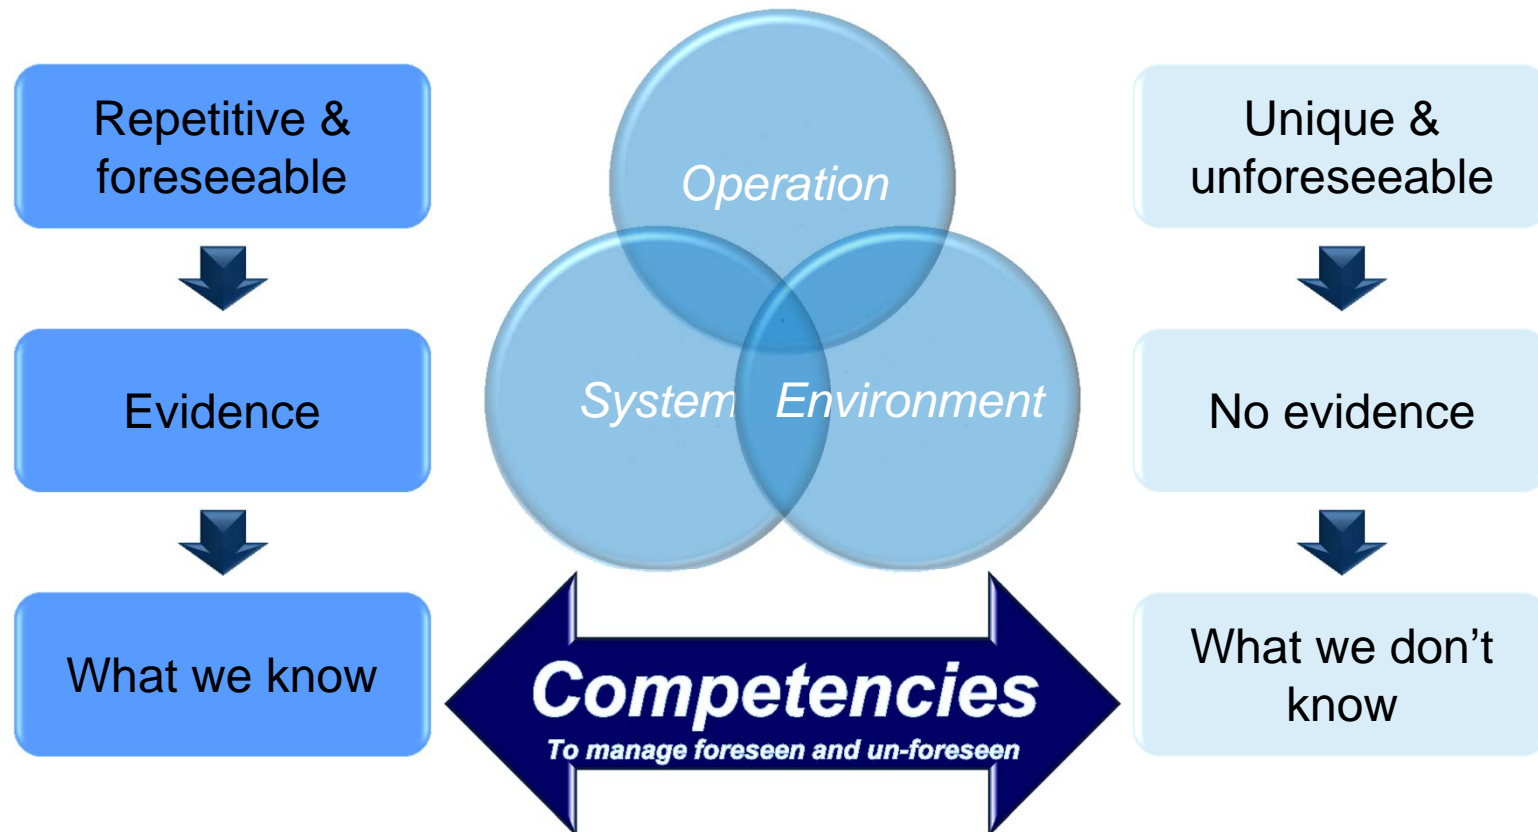 Repetitive &
foreseeable
Evidence
What we know
Operation
System
Environment
Competencies
To manage foreseen and un-foreseen
Unique &
unforeseeable
No evidence
What we don’t
know